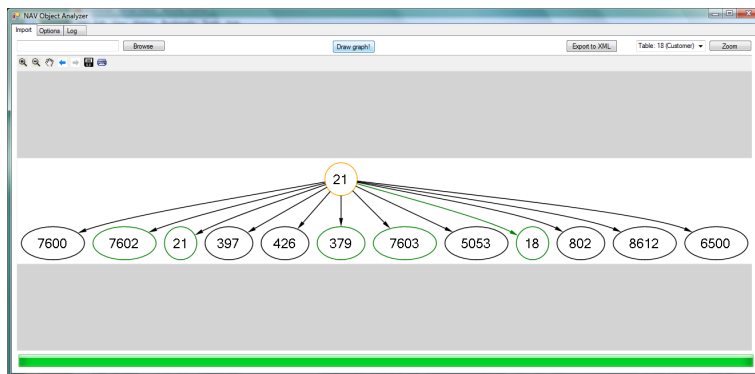 NAV Object Analyzer
Import Options Log
Browse Draw graph! Export to XML Table: 18 (Customer) Zoom
21
7600 7602 21 397 426 379 7603 5053 18 802 8612 6500